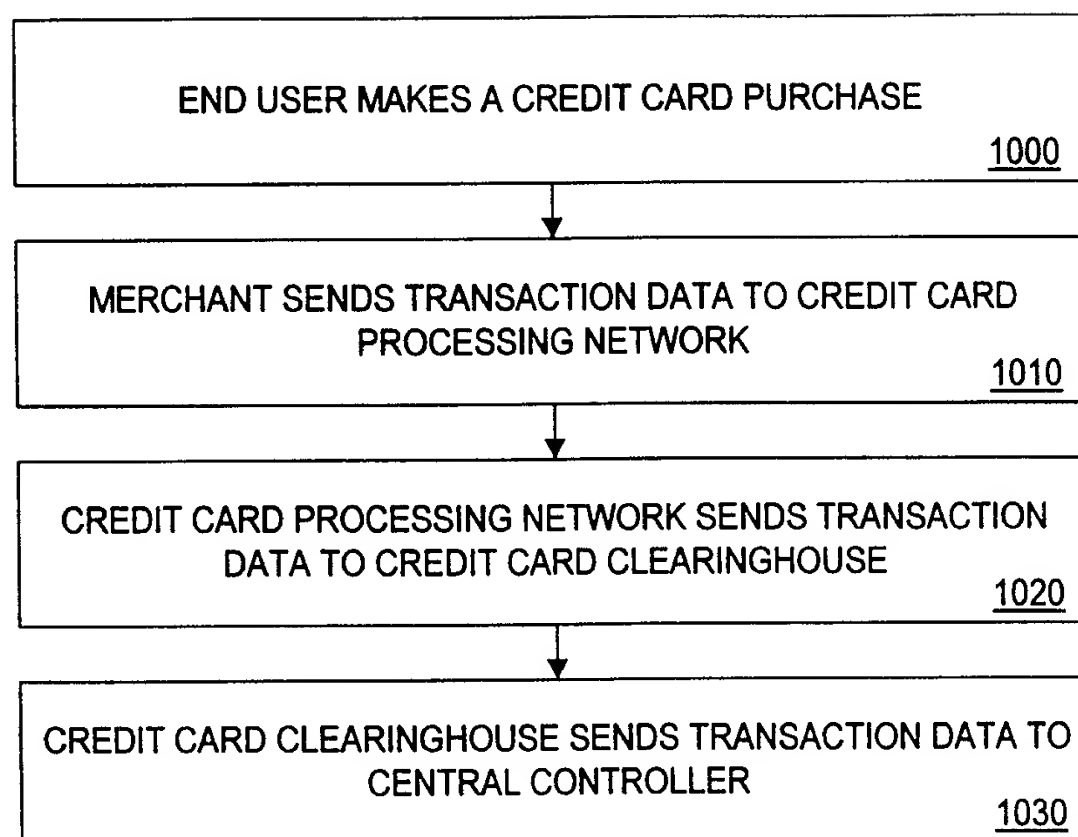 END USER MAKES A CREDIT CARD PURCHASE
1000
MERCHANT SENDS TRANSACTION DATA TO CREDIT CARD
PROCESSING NETWORK
1010
CREDIT CARD PROCESSING NETWORK SENDS TRANSACTION
DATA TO CREDIT CARD CLEARINGHOUSE
1020
CREDIT CARD CLEARINGHOUSE SENDS TRANSACTION DATA TO
CENTRAL CONTROLLER
1030